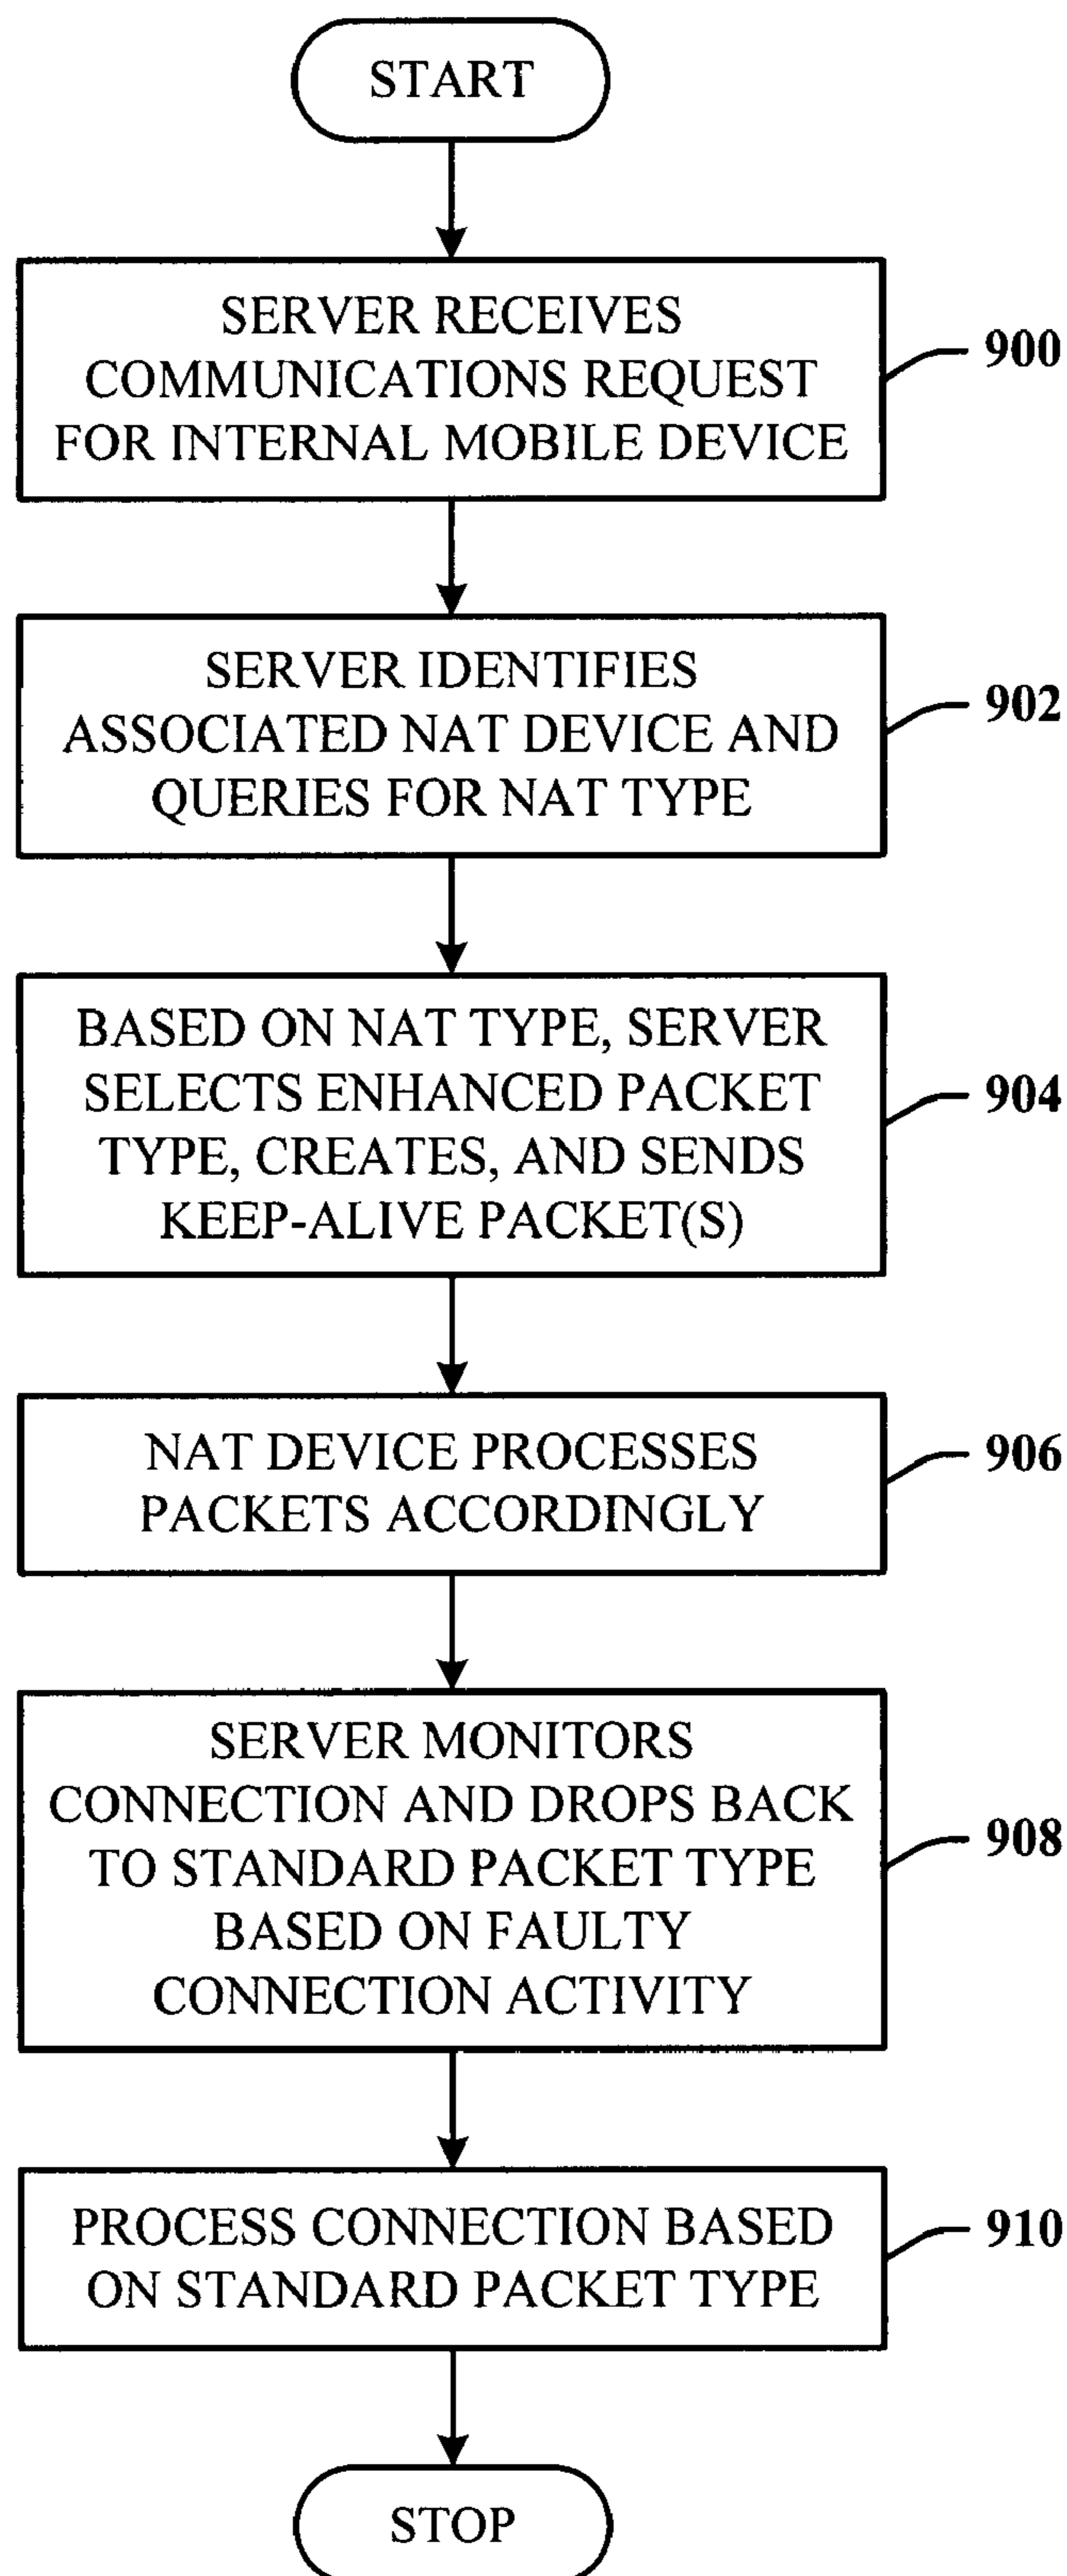 START
SERVER RECEIVES
COMMUNICATIONS REQUEST
FOR INTERNAL MOBILE DEVICE
900
SERVER IDENTIFIES
ASSOCIATED NAT DEVICE AND
QUERIES FOR NAT TYPE
902
BASED ON NAT TYPE, SERVER
SELECTS ENHANCED PACKET
TYPE, CREATES, AND SENDS
KEEP-ALIVE PACKET(S)
904
NAT DEVICE PROCESSES
PACKETS ACCORDINGLY
906
SERVER MONITORS
CONNECTION AND DROPS BACK
TO STANDARD PACKET TYPE
BASED ON FAULTY
CONNECTION ACTIVITY
908
PROCESS CONNECTION BASED
ON STANDARD PACKET TYPE
910
STOP